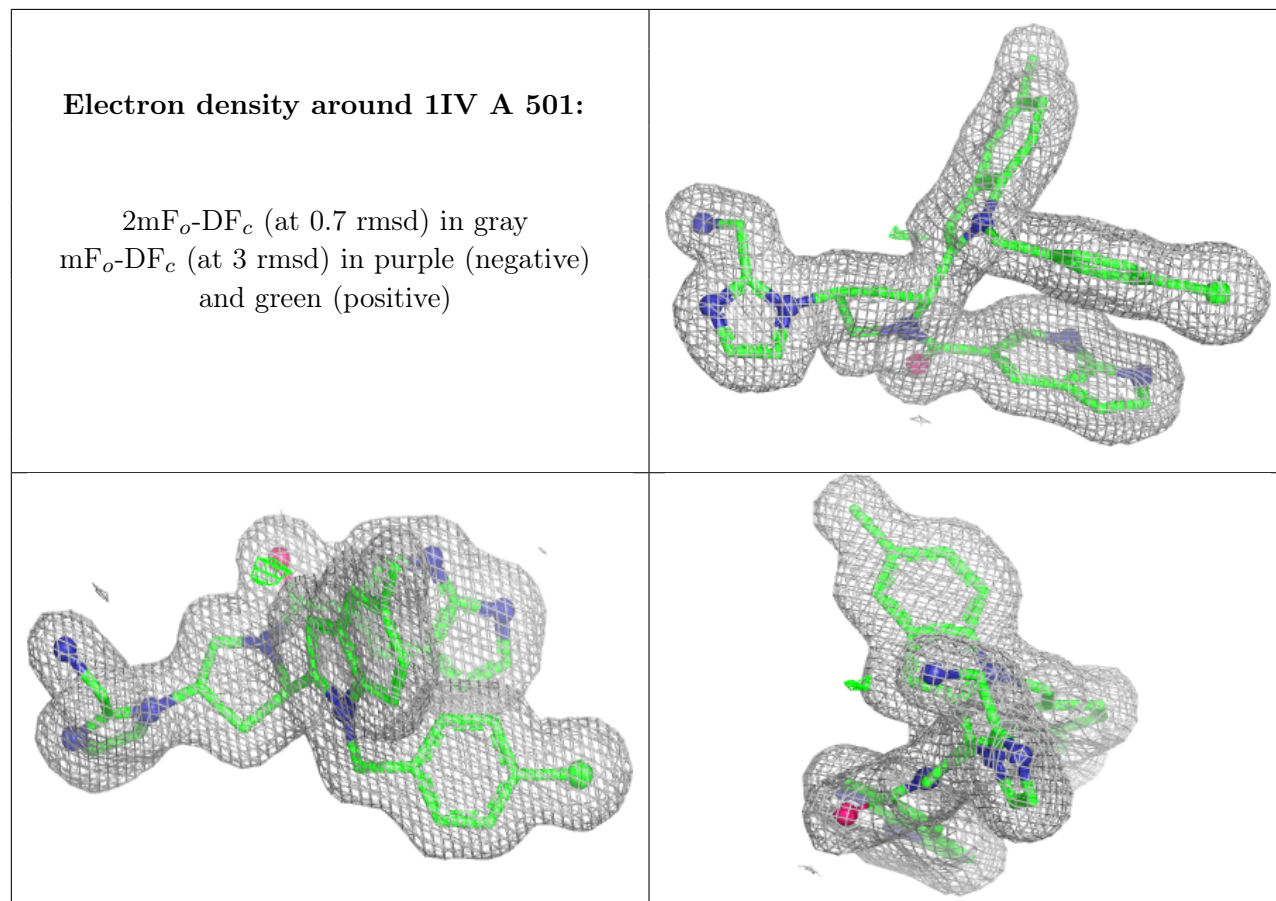 Electron density around 1IV A 501:
2mFo-DFc (at 0.7 rmsd) in gray
mFo-DFc (at 3 rmsd) in purple (negative)
and green (positive)